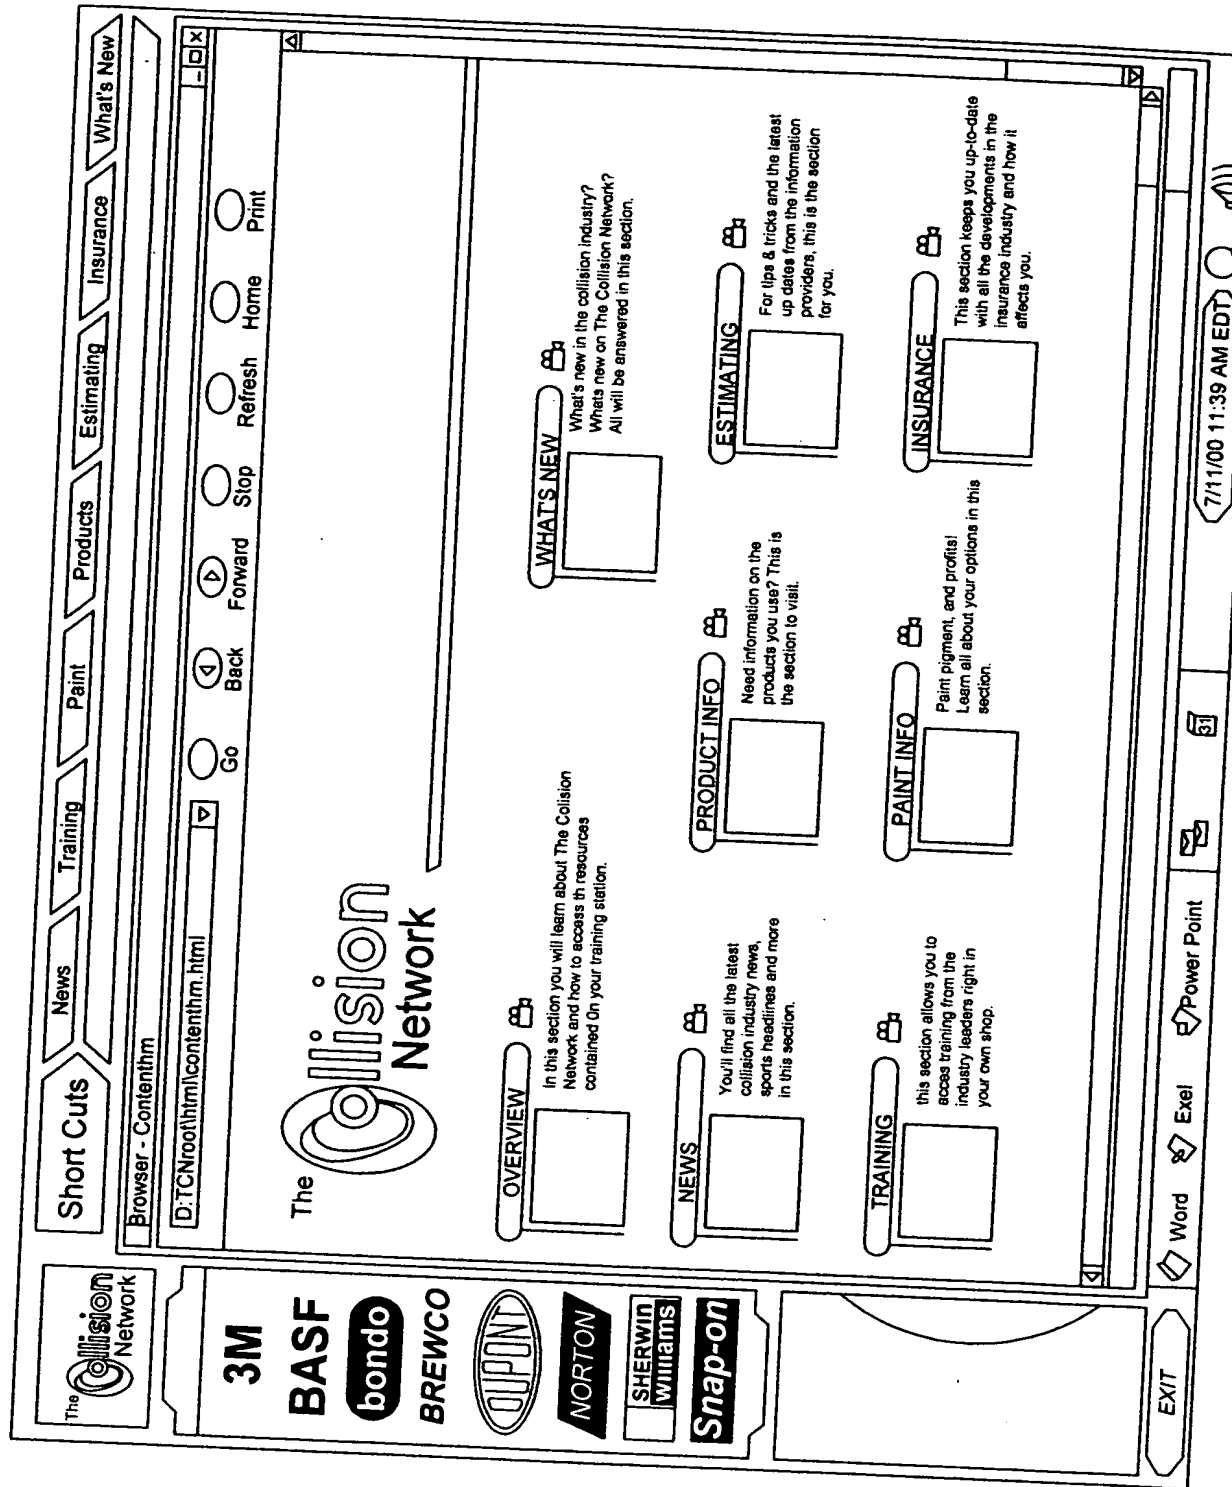 The Collision
Network
Short Cuts
News
Training
Paint
Products
Estimating
Insurance
What's New
Browser - Contenthm
D:TCNroot\html\contenthm.html
Go
Back
Forward
Stop
Refresh
Home
Print
3M
BASF
bondo
BREWCO
DUPONT
NORTON
SHERWIN
Williams
Snap-on
EXIT
The Collision
Network
OVERVIEW
In this section you will learn about The Colision
Network and how to access th resources
contained On your training station.
WHAT'S NEW
What's new in the collision industry?
Whats new on The Collision Network?
All will be answered in this section.
NEWS
You'll find all the latest
collision industry news,
sports headlines and more
in this section.
PRODUCT INFO
Need information on the
products you use? This is
the section to visit.
ESTIMATING
For tips & tricks and the latest
up dates from the information
providers, this is the section
for you.
TRAINING
this section allows you to
acces training from the
industry leaders right in
your own shop.
PAINT INFO
Paint pigment, and profits!
Learn all about your options in this
section.
INSURANCE
This section keeps you up-to-date
with all the developments in the
insurance industry and how it
affects you.
Word
Exel
Power Point
31
7/11/00 11:39 AM EDT